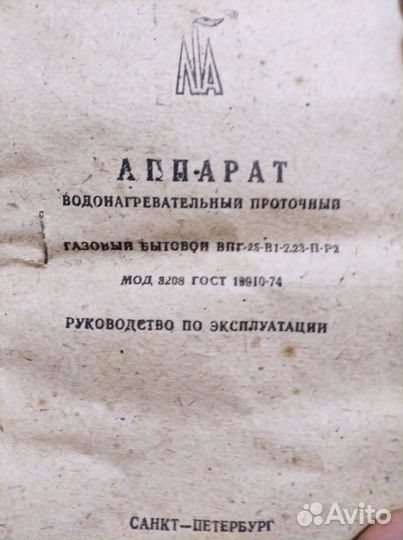 АППАРАТ
ВОДОНАГРЕВАТЕЛЬНЫЙ ПРОТОЧНЫЙ
ГАЗОВЫЙ БЫТОВОЙ ВПГ-25-В1-2.23-П-Р2
МОД 3208 ГОСТ 19910-74
РУКОВОДСТВО ПО ЭКСПЛУАТАЦИИ
САНКТ—ПЕТЕРБУРГ
Avito